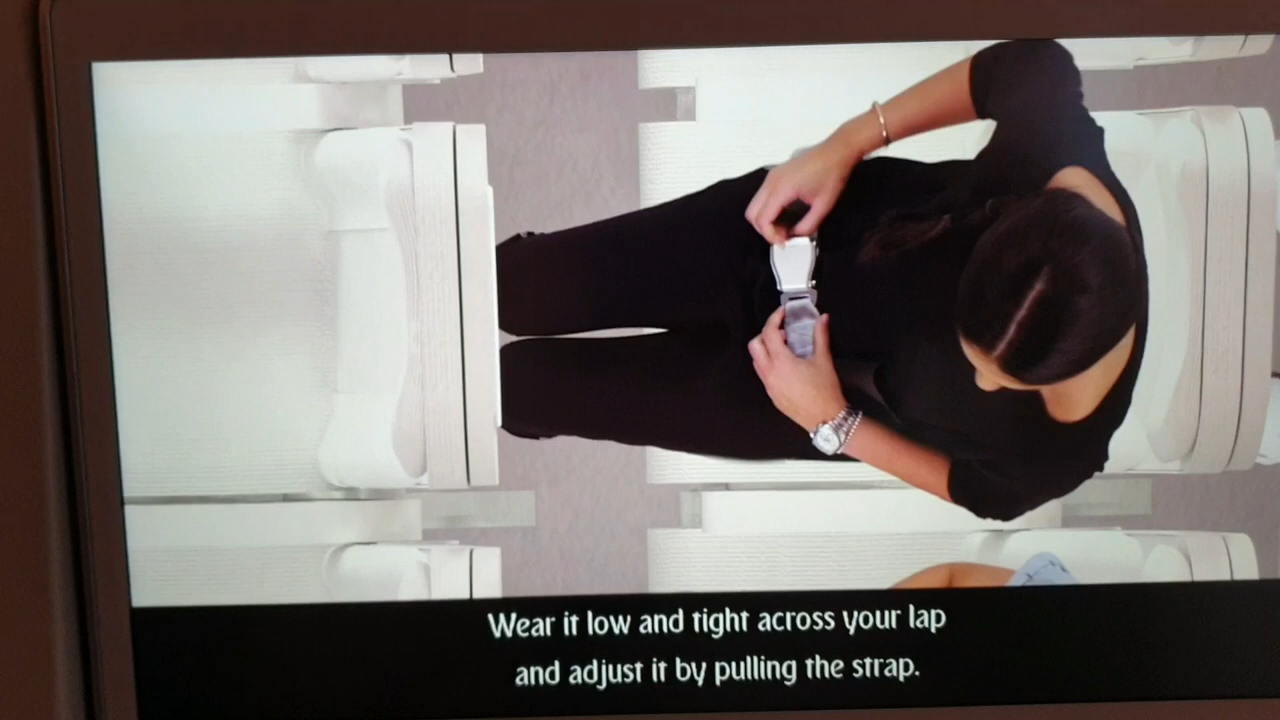 Wear it low and tight across your lap
and adjust it by pulling the strap.